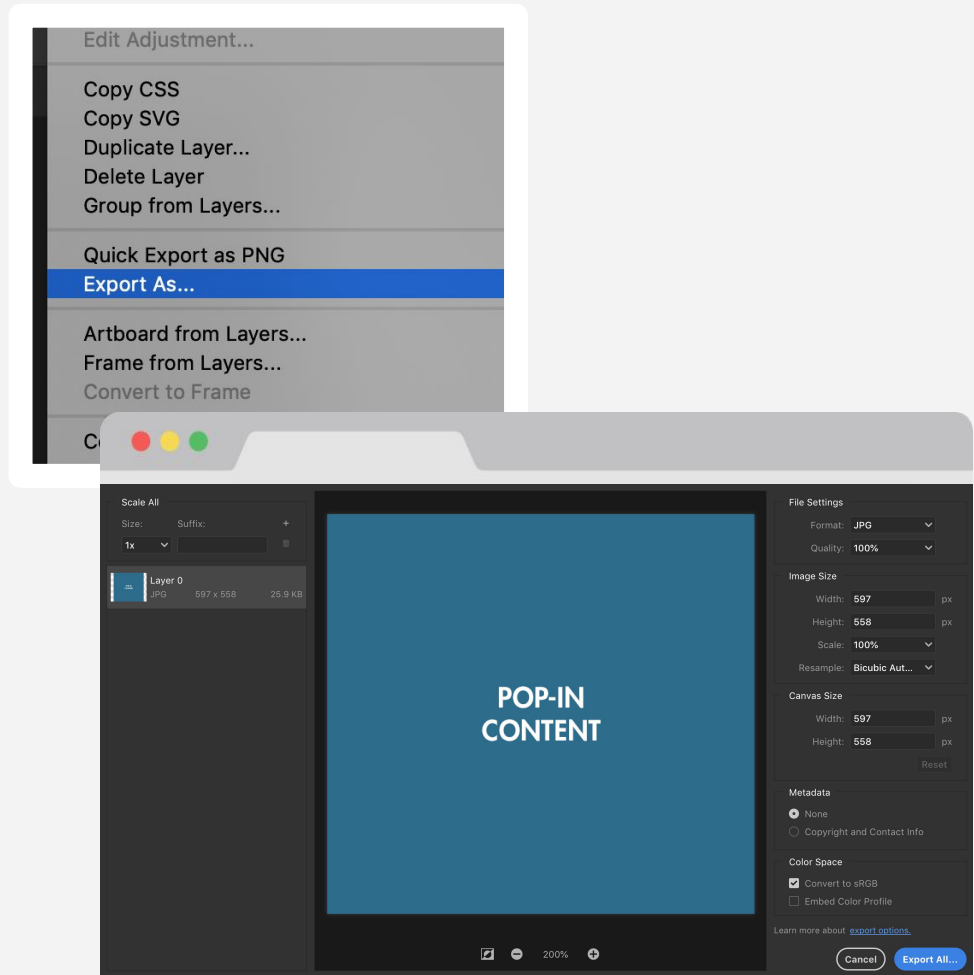 Edit Adjustment...
Copy CSS
Copy SVG
Duplicate Layer...
Delete Layer
Group from Layers...
Quick Export as PNG
Export As...
Artboard from Layers...
Frame from Layers...
Convert to Frame
Scale All
Size: Suffix: +
1x
Layer 0
JPG 597 x 558 25.9 KB
POP-IN
CONTENT
200%
File Settings
Format: JPG
Quality: 100%
Image Size
Width: 597 px
Height: 558 px
Scale: 100%
Resample: Bicubic Aut...
Canvas Size
Width: 597 px
Height: 558 px
Reset
Metadata
None
Copyright and Contact Info
Color Space
Convert to sRGB
Embed Color Profile
Learn more about export options.
Cancel Export All...